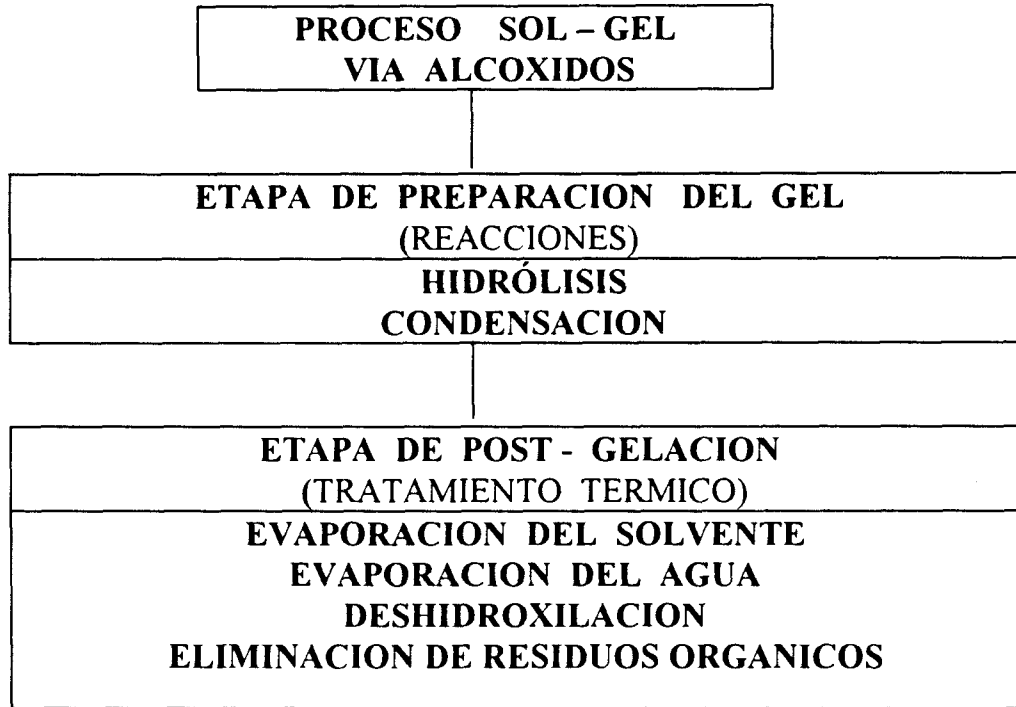 PROCESO SOL – GEL
VIA ALCOXIDOS
ETAPA DE PREPARACION DEL GEL
(REACCIONES)
HIDRÓLISIS
CONDENSACION
ETAPA DE POST - GELACION
(TRATAMIENTO TERMICO)
EVAPORACION DEL SOLVENTE
EVAPORACION DEL AGUA
DESHIDROXILACION
ELIMINACION DE RESIDUOS ORGANICOS